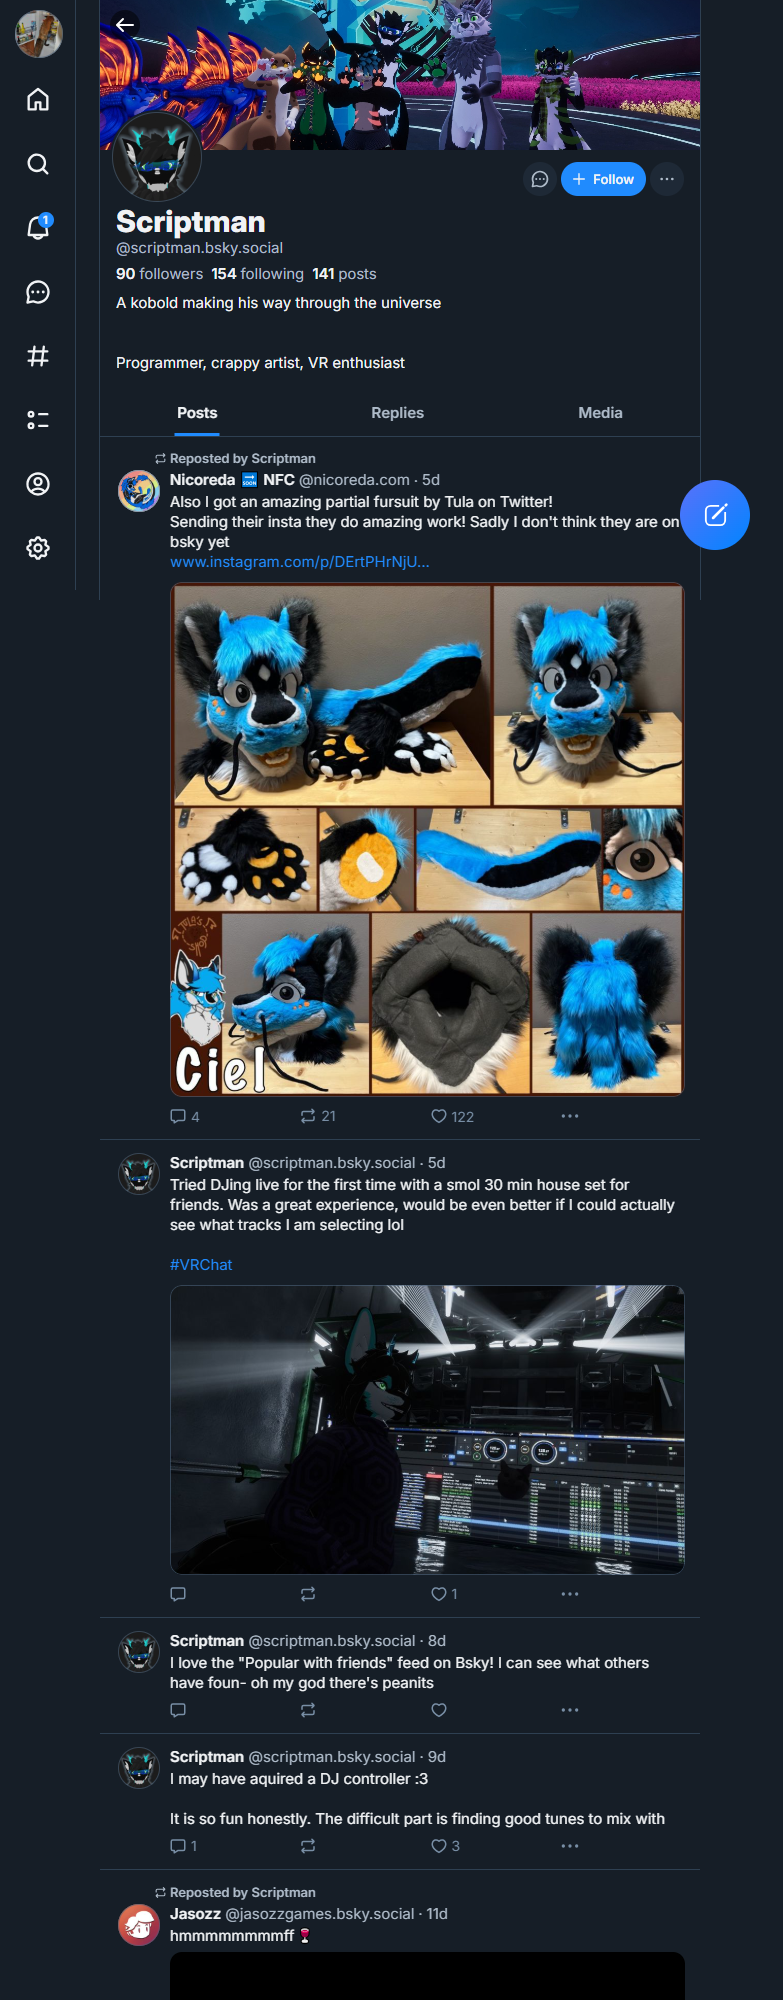 1
Follow
Scriptman
@scriptman.bsky.social
90 followers 154 following 141 posts
A kobold making his way through the universe
Programmer, crappy artist, VR enthusiast
Posts Replies Media
Reposted by Scriptman
Nicoreda 🔜 NFC @nicoreda.com · 5d
Also I got an amazing partial fursuit by Tula on Twitter!
Sending their insta they do amazing work! Sadly I don't think they are on
bsky yet
www.instagram.com/p/DErtPHrNjU...
TULA'S
SHOP
Ciel
4 21 122
Scriptman @scriptman.bsky.social · 5d
Tried DJing live for the first time with a smol 30 min house set for
friends. Was a great experience, would be even better if I could actually
see what tracks I am selecting lol
#VRChat
1
Scriptman @scriptman.bsky.social · 8d
I love the "Popular with friends" feed on Bsky! I can see what others
have foun- oh my god there's peanits
Scriptman @scriptman.bsky.social · 9d
I may have aquired a DJ controller :3
It is so fun honestly. The difficult part is finding good tunes to mix with
1 3
Reposted by Scriptman
Jasozz @jasozzgames.bsky.social · 11d
hmmmmmmmmff🍷